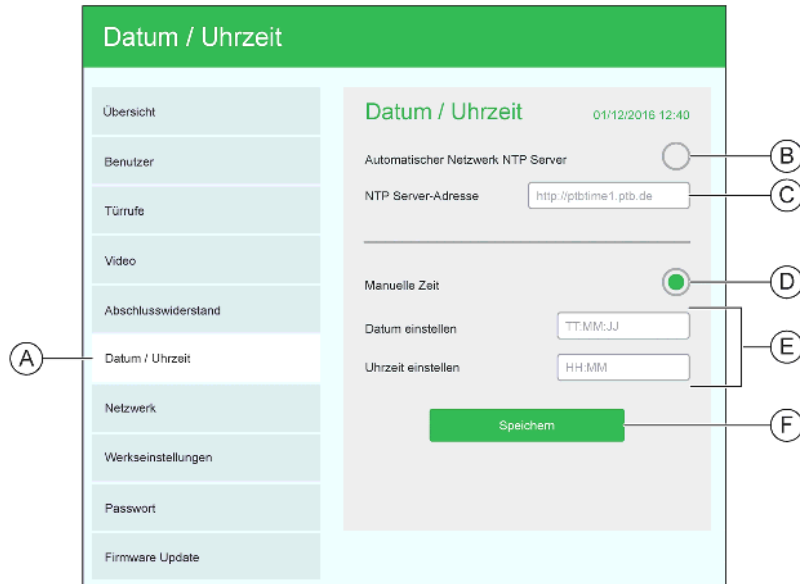 Datum / Uhrzeit
Übersicht
Benutzer
Türrufe
Video
Abschlusswiderstand
Datum / Uhrzeit
Netzwerk
Werkseinstellungen
Passwort
Firmware Update
Datum / Uhrzeit 01/12/2016 12:40
Automatischer Netzwerk NTP Server
NTP Server-Adresse http://ptbtime1.ptb.de
Manuelle Zeit
Datum einstellen TT:MM:JJ
Uhrzeit einstellen HH:MM
Speichern
A
B
C
D
E
F